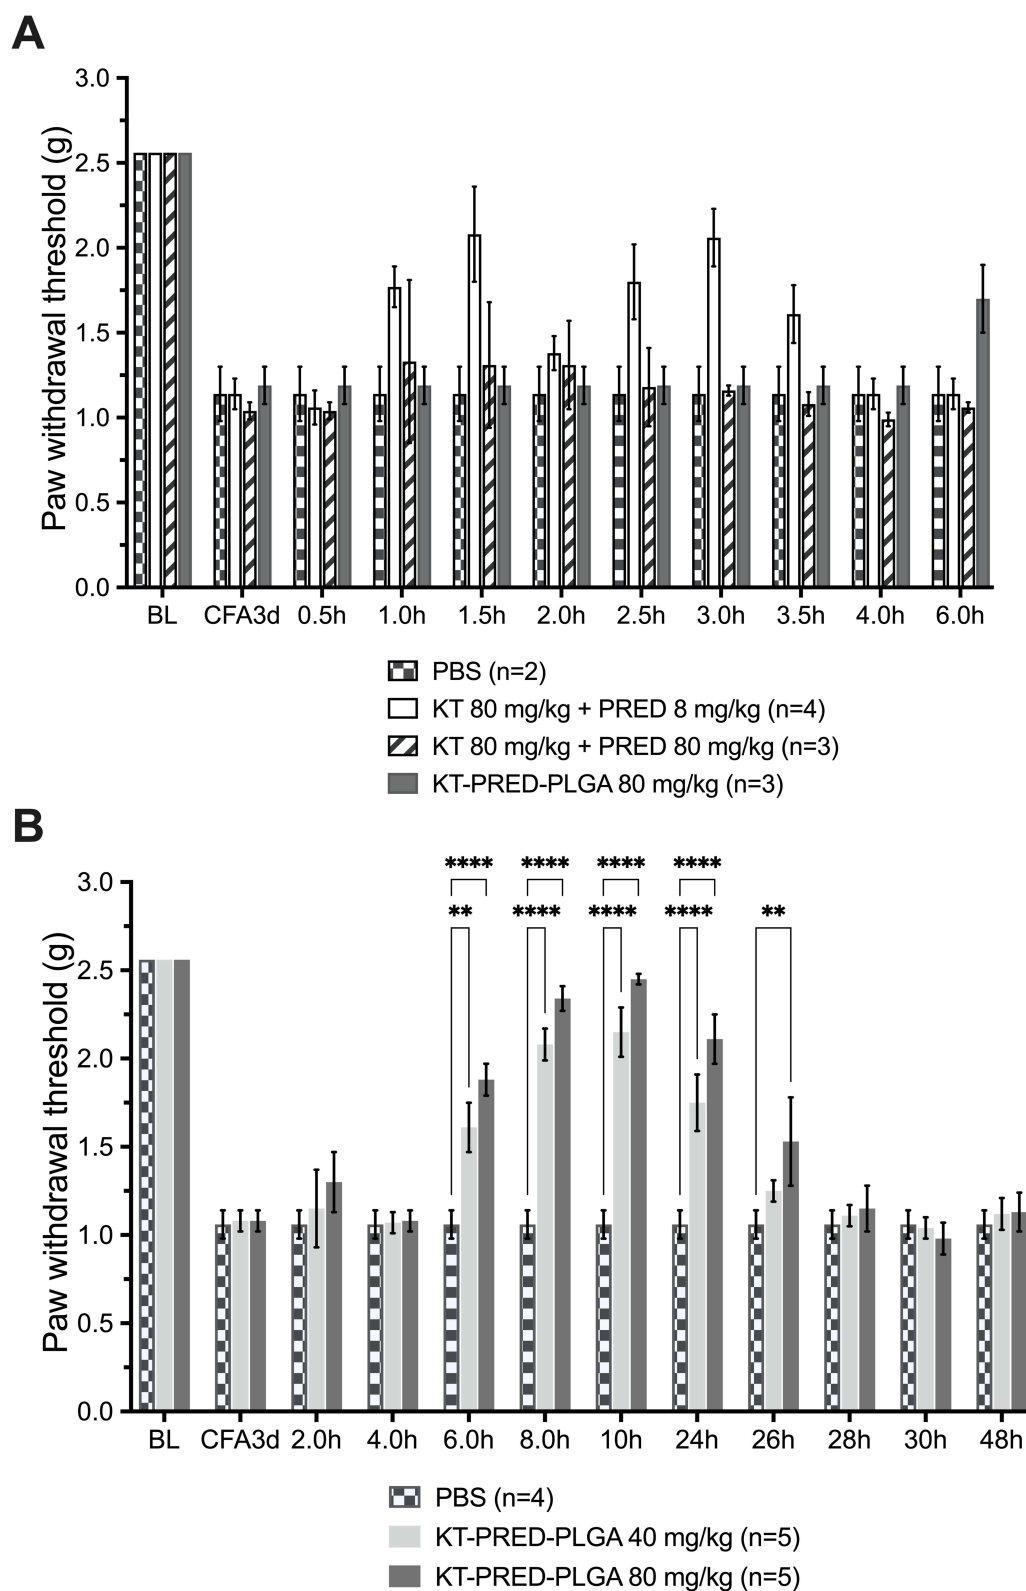 A
Paw withdrawal threshold (g)
3.0
2.5
2.0
1.5
1.0
0.5
0.0
BL CFA3d 0.5h 1.0h 1.5h 2.0h 2.5h 3.0h 3.5h 4.0h 6.0h
PBS (n=2)
KT 80 mg/kg + PRED 8 mg/kg (n=4)
KT 80 mg/kg + PRED 80 mg/kg (n=3)
KT-PRED-PLGA 80 mg/kg (n=3)
B
Paw withdrawal threshold (g)
**** **** **** ****
** **** **** **** **
3.0
2.5
2.0
1.5
1.0
0.5
0.0
BL CFA3d 2.0h 4.0h 6.0h 8.0h 10h 24h 26h 28h 30h 48h
PBS (n=4)
KT-PRED-PLGA 40 mg/kg (n=5)
KT-PRED-PLGA 80 mg/kg (n=5)